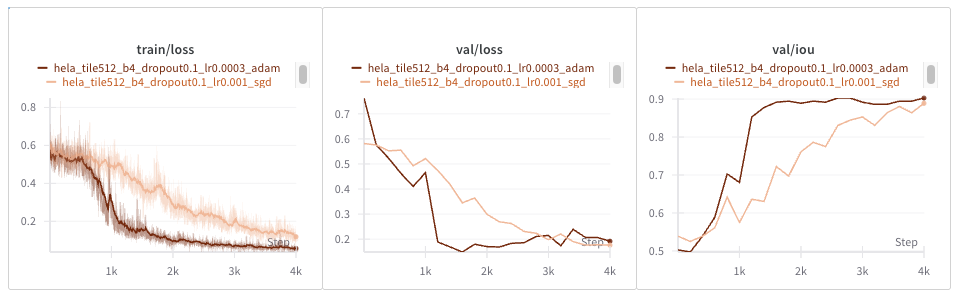 train/loss
hela_tile512_b4_dropout0.1_lr0.0003_adam
hela_tile512_b4_dropout0.1_lr0.001_sgd
0.8
0.6
0.4
0.2
Step
1k 2k 3k 4k
val/loss
hela_tile512_b4_dropout0.1_lr0.0003_adam
hela_tile512_b4_dropout0.1_lr0.001_sgd
0.7
0.6
0.5
0.4
0.3
0.2
Step
1k 2k 3k 4k
val/iou
hela_tile512_b4_dropout0.1_lr0.0003_adam
hela_tile512_b4_dropout0.1_lr0.001_sgd
0.9
0.8
0.7
0.6
0.5
Step
1k 2k 3k 4k